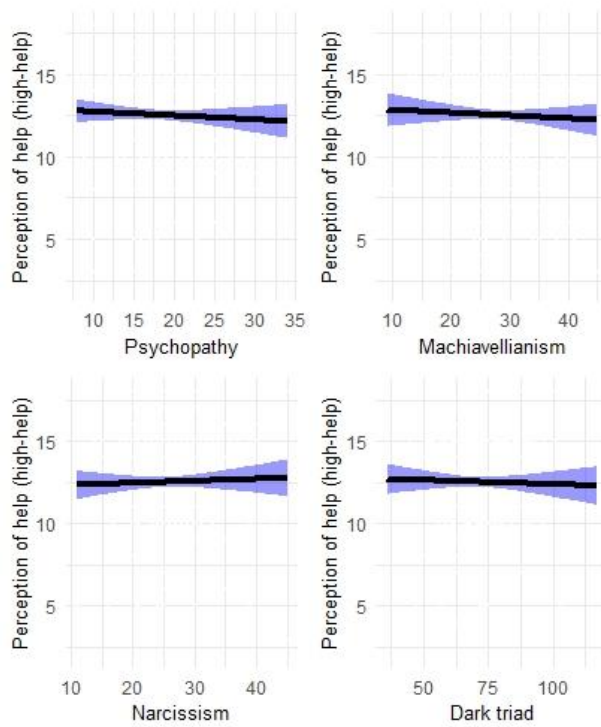 Perception of help (high-help)
15
10
5
10 15 20 25 30 35
Psychopathy
Perception of help (high-help)
15
10
5
10 20 30 40
Machiavellianism
Perception of help (high-help)
15
10
5
10 20 30 40
Narcissism
Perception of help (high-help)
15
10
5
50 75 100
Dark triad